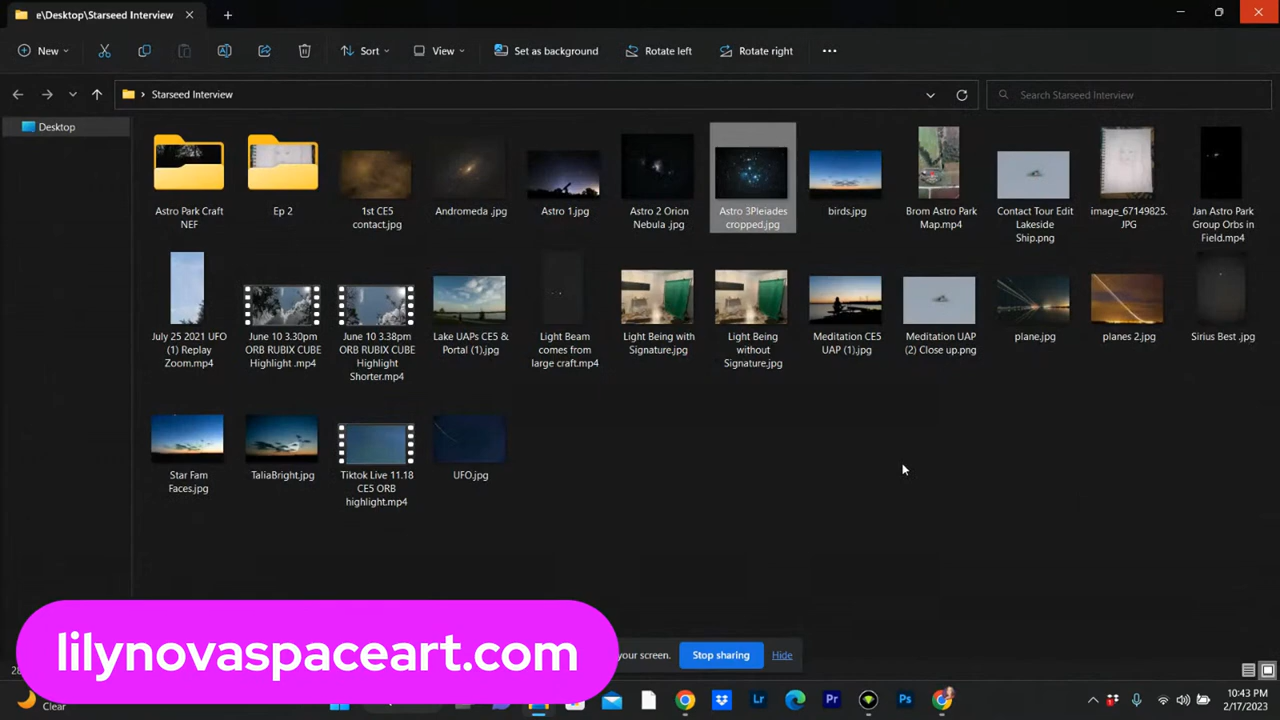 e\Desktop\Starseed Interview
New
Sort
View
Set as background
Rotate left
Rotate right
Starseed Interview
Search Starseed Interview
Desktop
Astro Park Craft
NEF
Ep 2
1st CE5
contact.jpg
Andromeda .jpg
Astro 1.jpg
Astro 2 Orion
Nebula .jpg
Astro 3Pleiades
cropped.jpg
birds.jpg
Brom Astro Park
Map.mp4
Contact Tour Edit
Lakeside
Ship.png
image_67149825.
JPG
Jan Astro Park
Group Orbs in
Field.mp4
July 25 2021 UFO
(1) Replay
Zoom.mp4
June 10 3.30pm
ORB RUBIX CUBE
Highlight .mp4
June 10 3.38pm
ORB RUBIX CUBE
Highlight
Shorter.mp4
Lake UAPs CE5 &
Portal (1).jpg
Light Beam
comes from
large craft.mp4
Light Being with
Signature.jpg
Light Being
without
Signature.jpg
Meditation CE5
UAP (1).jpg
Meditation UAP
(2) Close up.png
plane.jpg
planes 2.jpg
Sirius Best .jpg
Star Fam
Faces.jpg
TaliaBright.jpg
Tiktok Live 11.18
CE5 ORB
highlight.mp4
UFO.jpg
your screen.
Stop sharing
Hide
lilynovaspaceart.com
Clear
Lr
Pr
Ps
10:43 PM
2/17/2023